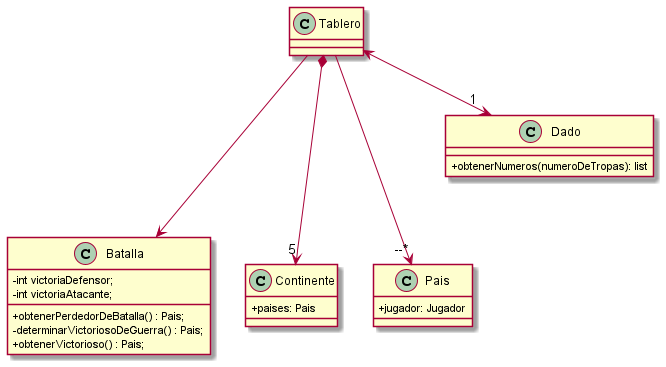 C Tablero
1
C Dado
+obtenerNumeros(numeroDeTropas): list
5
--*
C Batalla
-int victoriaDefensor;
-int victoriaAtacante;
+obtenerPerdedorDeBatalla() : Pais;
-determinarVictoriosoDeGuerra() : Pais;
+obtenerVictorioso() : Pais;
C Continente
+paises: Pais
C Pais
+jugador: Jugador